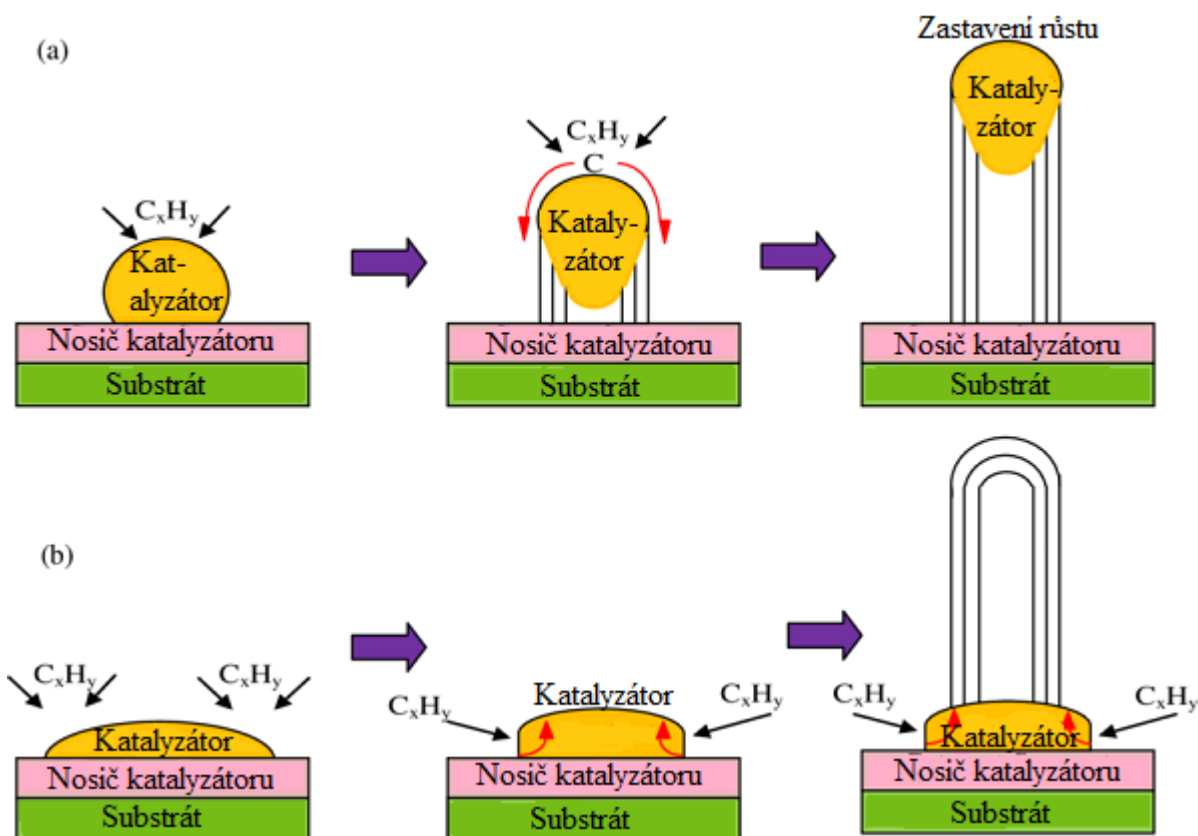 (a)
CxHy
Kat-
alyzátor
Nosič katalyzátoru
Substrát
CxHy
C
Kataly-
zátor
Nosič katalyzátoru
Substrát
Zastavení růstu
Kataly-
zátor
Nosič katalyzátoru
Substrát
(b)
CxHy
CxHy
Katalyzátor
Nosič katalyzátoru
Substrát
Katalyzátor
CxHy
CxHy
Nosič katalyzátoru
Substrát
CxHy
CxHy
Katalyzátor
Nosič katalyzátoru
Substrát